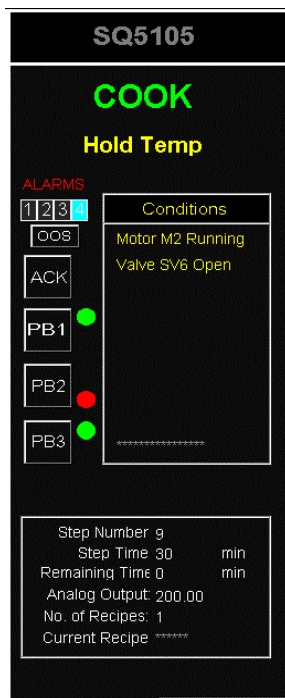 SQ5105
COOK
Hold Temp
ALARMS
1 2 3 4
OOS
ACK
PB1
PB2
PB3
Conditions
Motor M2 Running
Valve SV6 Open
***************
Step Number 9
Step Time 30 min
Remaining Time 0 min
Analog Output: 200.00
No. of Recipes: 1
Current Recipe ******